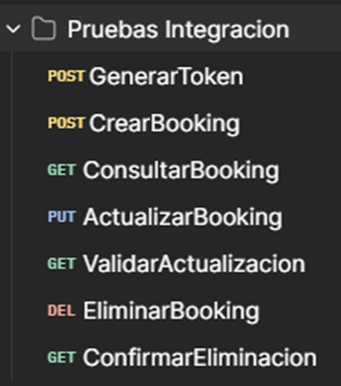 Pruebas Integracion
POST GenerarToken
POST CrearBooking
GET ConsultarBooking
PUT ActualizarBooking
GET ValidarActualizacion
DEL EliminarBooking
GET ConfirmarEliminacion